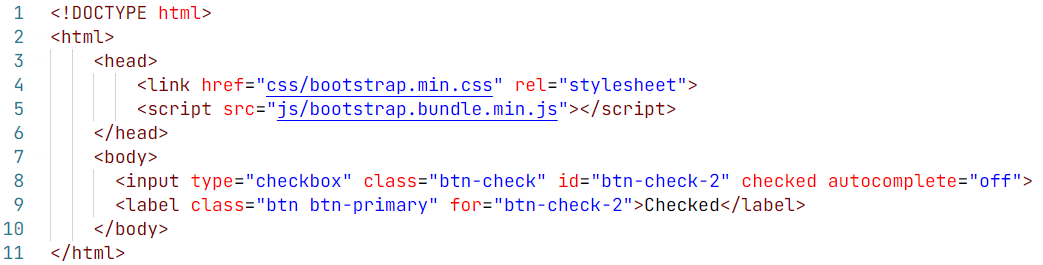 1 <!DOCTYPE html>
2 <html>
3 <head>
4 <link href="css/bootstrap.min.css" rel="stylesheet">
5 <script src="js/bootstrap.bundle.min.js"></script>
6 </head>
7 <body>
8 <input type="checkbox" class="btn-check" id="btn-check-2" checked autocomplete="off">
9 <label class="btn btn-primary" for="btn-check-2">Checked</label>
10 </body>
11 </html>